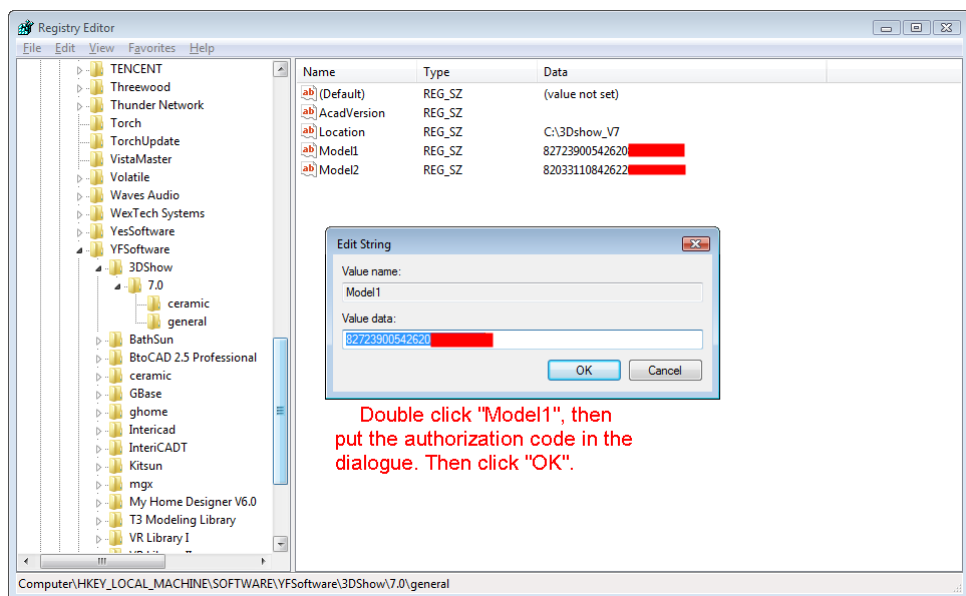 Registry Editor
File Edit View Favorites Help
TENCENT
Threewood
Thunder Network
Torch
TorchUpdate
VistaMaster
Volatile
Waves Audio
WexTech Systems
YesSoftware
YFSoftware
3DShow
7.0
ceramic
general
BathSun
BtoCAD 2.5 Professional
ceramic
GBase
ghome
Intericad
InteriCADT
Kitsun
mgx
My Home Designer V6.0
T3 Modeling Library
VR Library I
Name Type Data
(Default) REG_SZ (value not set)
AcadVersion REG_SZ
Location REG_SZ C:\3Dshow_V7
Model1 REG_SZ 82723900542620
Model2 REG_SZ 82033110842622
Edit String
Value name:
Model1
Value data:
82723900542620
OK Cancel
Double click "Model1", then
put the authorization code in the
dialogue. Then click "OK".
Computer\HKEY_LOCAL_MACHINE\SOFTWARE\YFSoftware\3DShow\7.0\general